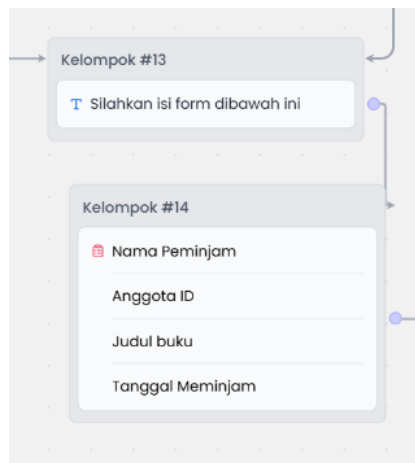 Kelompok #13
T Silahkan isi form dibawah ini
Kelompok #14
Nama Peminjam
Anggota ID
Judul buku
Tanggal Meminjam